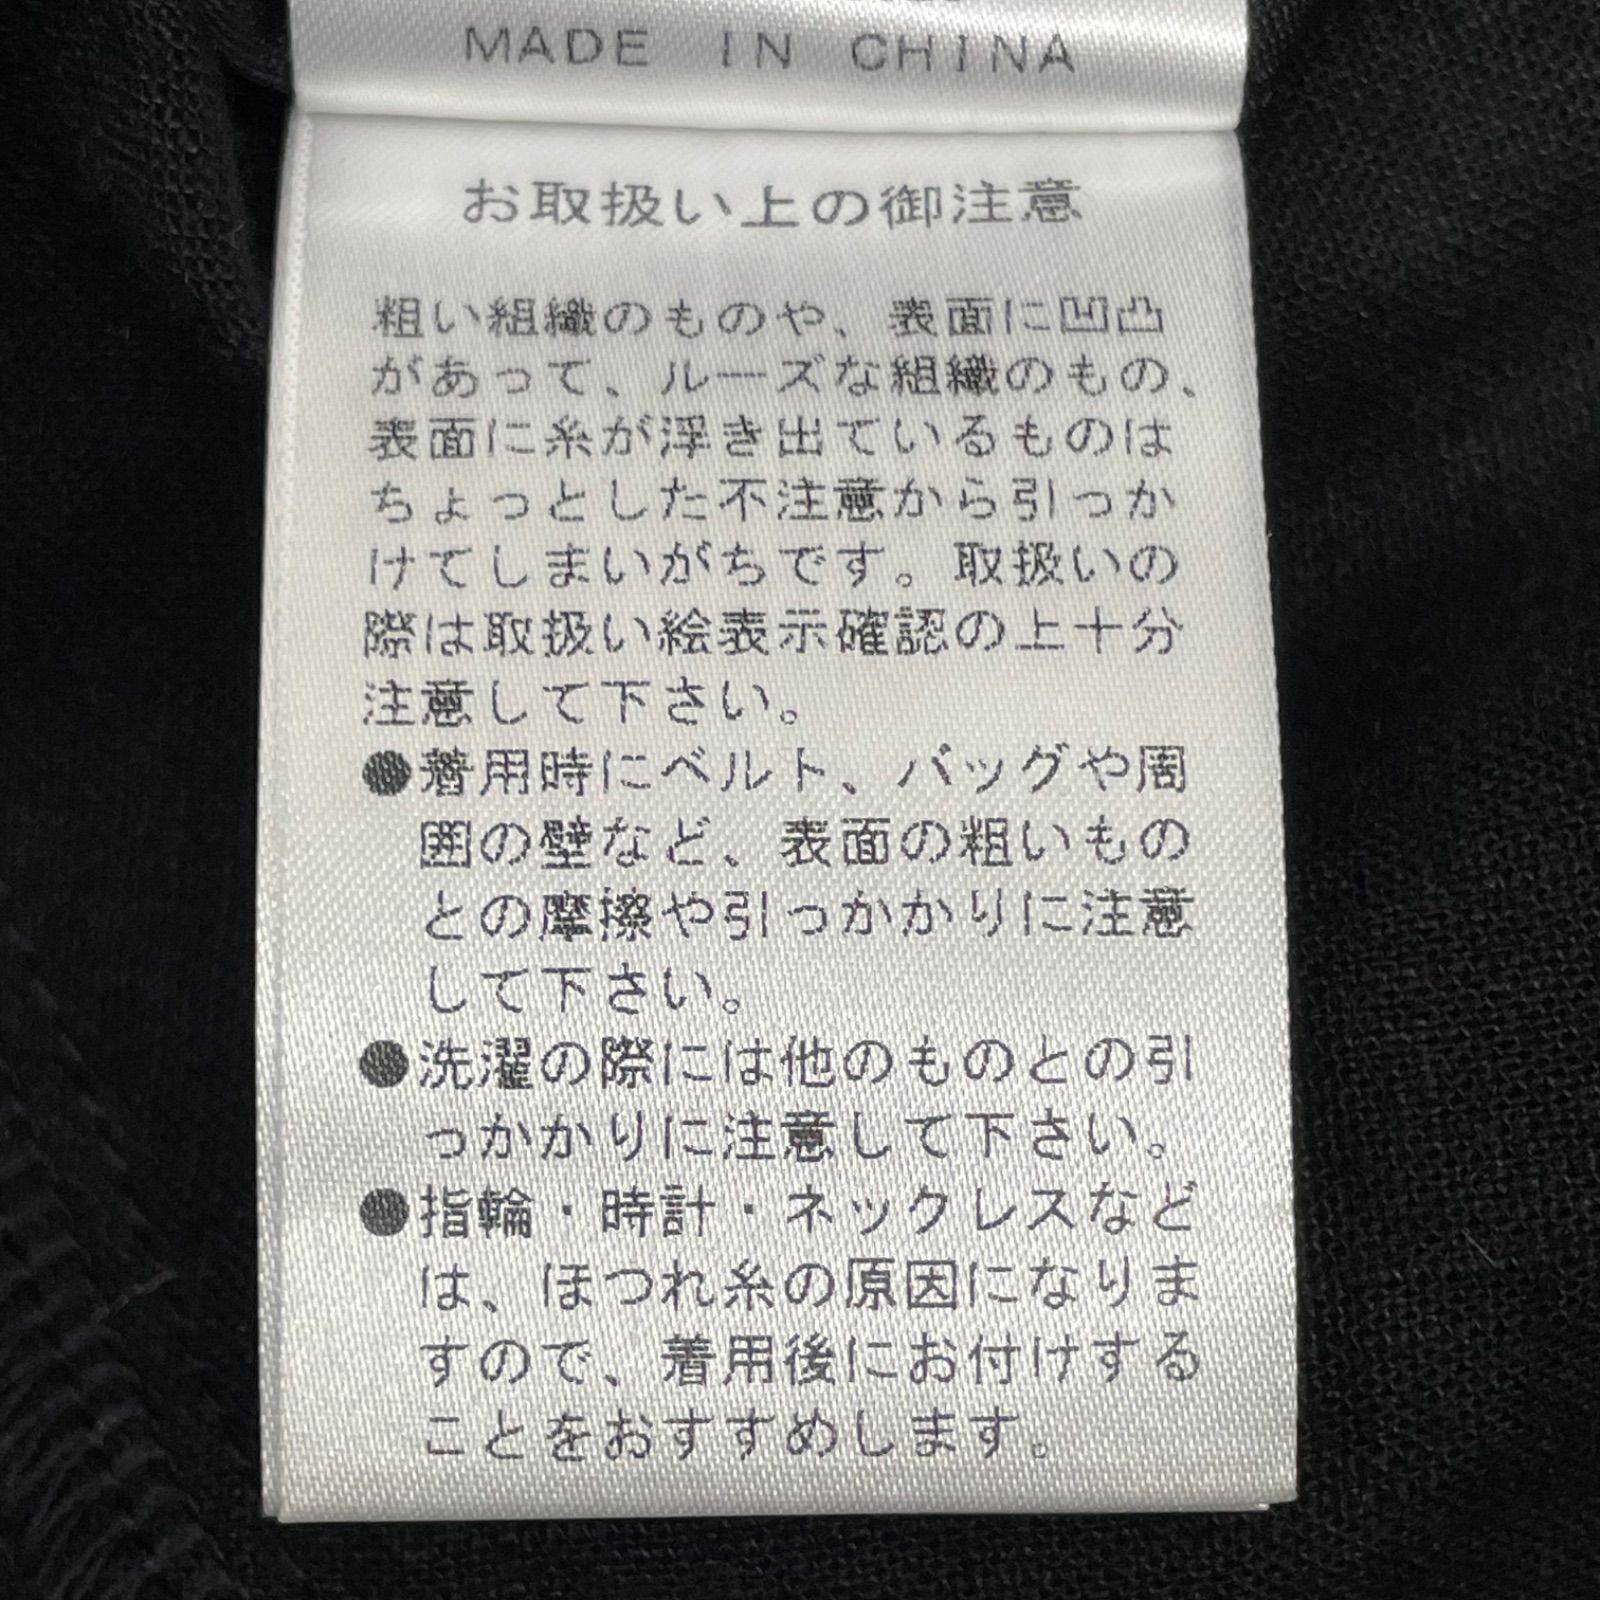 MADE IN CHINA
お取扱い上の御注意
粗い組織のものや、表面に凹凸
があって、ルーズな組織のもの、
表面に糸が浮き出ているものは
ちょっとした不注意から引っか
けてしまいがちです。取扱いの
際は取扱い絵表示確認の上十分
注意して下さい。
●着用時にベルト、バッグや周
囲の壁など、表面の粗いもの
との摩擦や引っかかりに注意
して下さい。
●洗濯の際には他のものとの引
っかかりに注意して下さい。
●指輪・時計・ネックレスなど
は、ほつれ糸の原因になりま
すので、着用後にお付けする
ことをおすすめします。